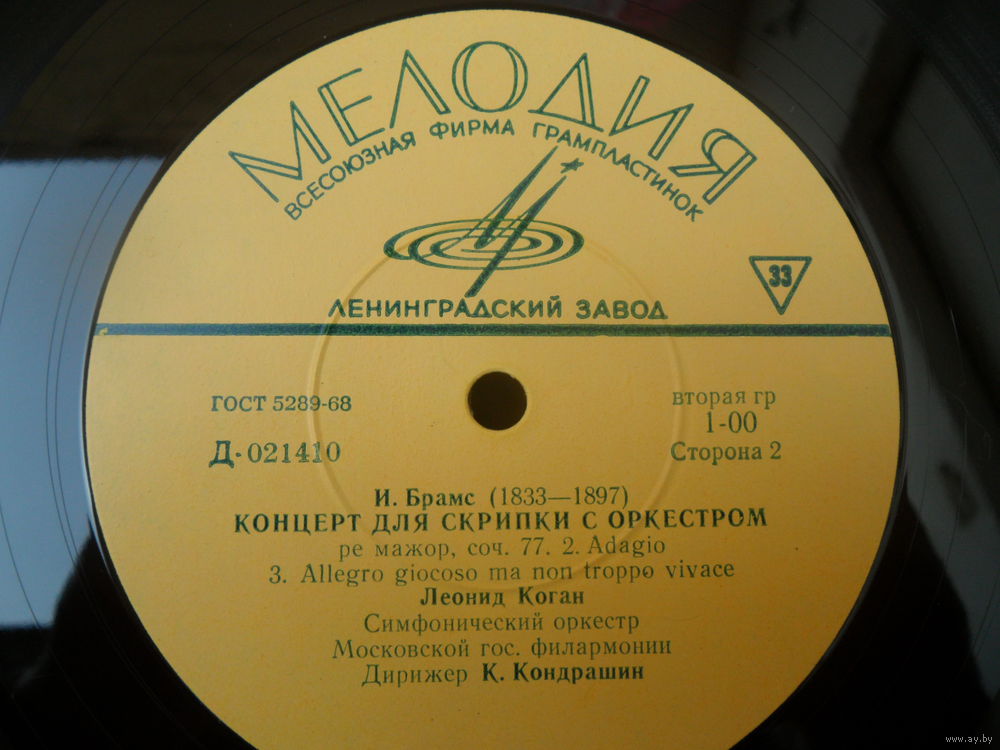 МЕЛОДИЯ
ВСЕСОЮЗНАЯ ФИРМА ГРАМПЛАСТИНОК
33
ЛЕНИНГРАДСКИЙ ЗАВОД
ГОСТ 5289-68
вторая гр
1-00
Д-021410
Сторона 2
И. Брамс (1833—1897)
КОНЦЕРТ ДЛЯ СКРИПКИ С ОРКЕСТРОМ
ре мажор, соч. 77. 2. Adagio
3. Allegro giocoso ma non troppo vivace
Леонид Коган
Симфонический оркестр
Московской гос. филармонии
Дирижер К. Кондрашин
www.ay.by